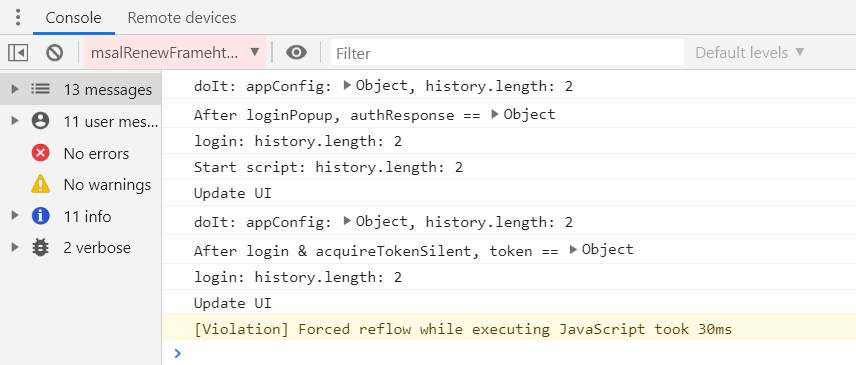 Console Remote devices
msalRenewFrameht... Filter Default levels
13 messages
11 user mes...
No errors
No warnings
11 info
2 verbose
doIt: appConfig: Object, history.length: 2
After loginPopup, authResponse == Object
login: history.length: 2
Start script: history.length: 2
Update UI
doIt: appConfig: Object, history.length: 2
After login & acquireTokenSilent, token == Object
login: history.length: 2
Update UI
[Violation] Forced reflow while executing JavaScript took 30ms